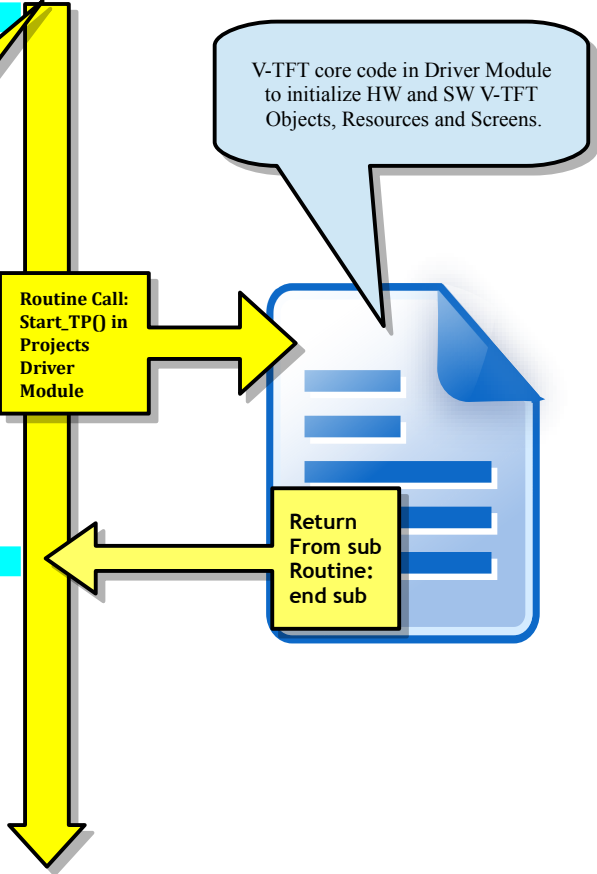 V-TFT core code in Driver Module
to initialize HW and SW V-TFT
Objects, Resources and Screens.
Routine Call:
Start_TP() in
Projects
Driver
Module
Return
From sub
Routine:
end sub